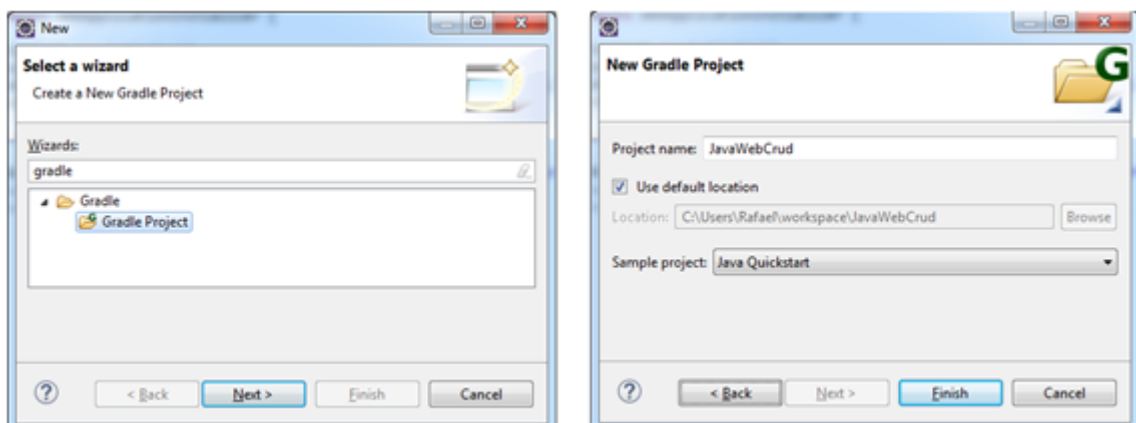 New
Select a wizard
Create a New Gradle Project
Wizards:
gradle
Gradle
Gradle Project
? < Back Next > Finish Cancel
New Gradle Project
G
Project name: JavaWebCrud
Use default location
Location: C:\Users\Rafael\workspace\JavaWebCrud Browse
Sample project: Java Quickstart
? < Back Next > Finish Cancel